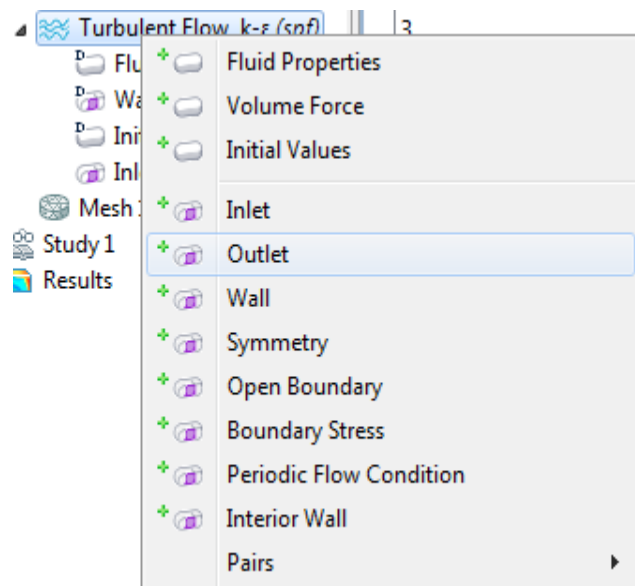 Turbulent Flow, k-ε (spf)
3
Flu
Wa
Init
Inl
Mesh
Study 1
Results
Fluid Properties
Volume Force
Initial Values
Inlet
Outlet
Wall
Symmetry
Open Boundary
Boundary Stress
Periodic Flow Condition
Interior Wall
Pairs